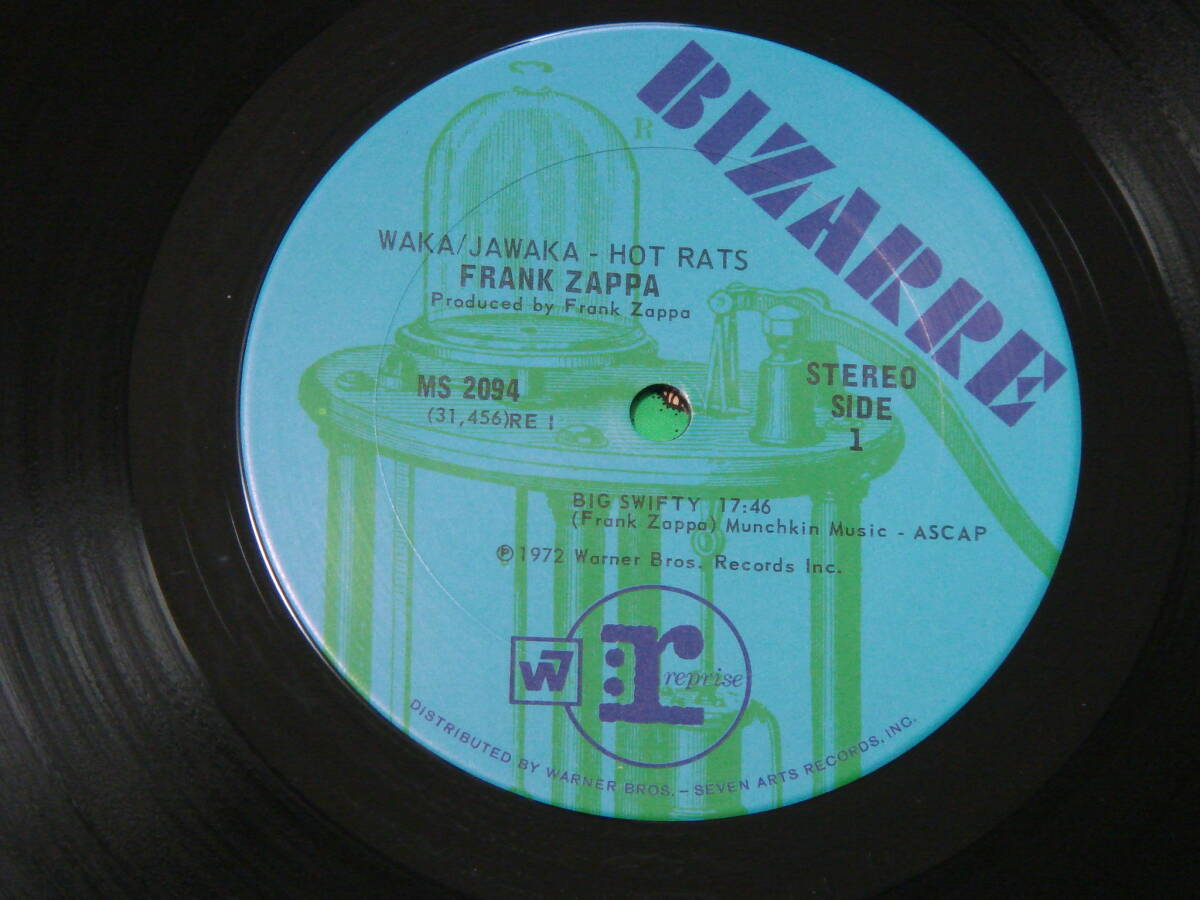 BIZARRE
R
WAKA/JAWAKA - HOT RATS
FRANK ZAPPA
Produced by Frank Zappa
MS 2094
(31,456)RE 1
STEREO
SIDE
1
BIG SWIFTY 17:46
(Frank Zappa) Munchkin Music - ASCAP
Ⓟ1972 Warner Bros. Records Inc.
W7
r
reprise
DISTRIBUTED BY WARNER BROS. – SEVEN ARTS RECORDS, INC.